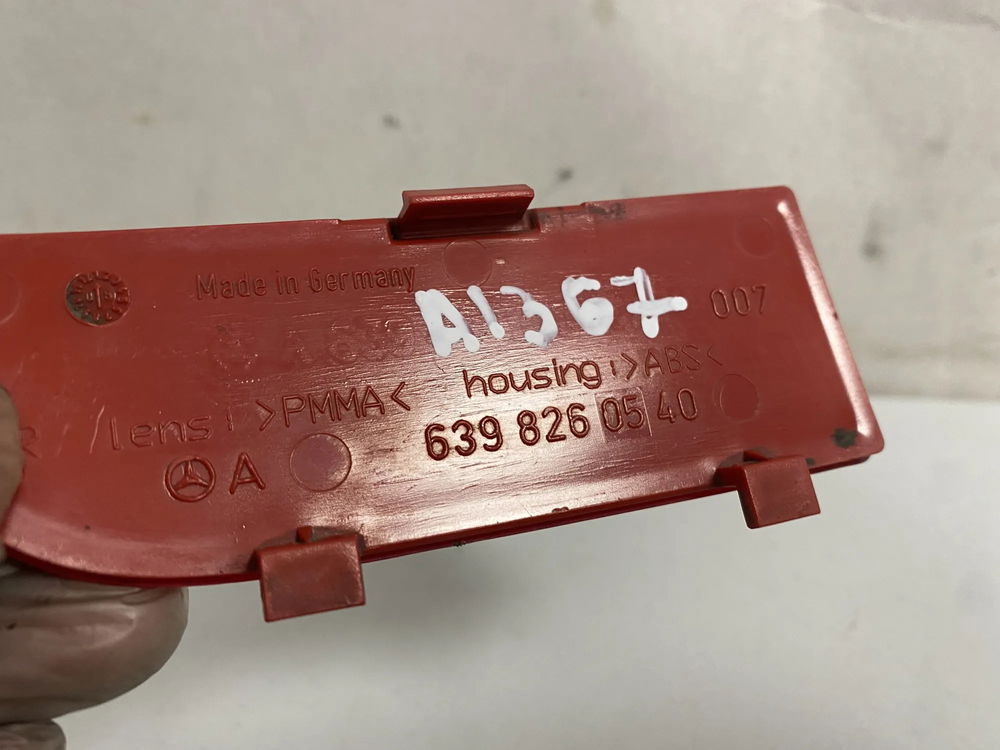 Made in Germany
A1367
007
lens: >PMMA<
housing: >ABS<
A 639 826 05 40